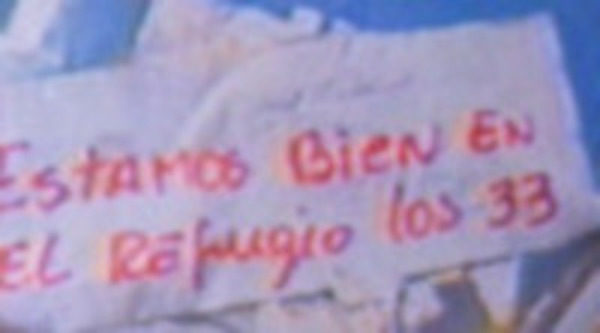 ESTAMOS BIEN EN
EL REfugio los 33